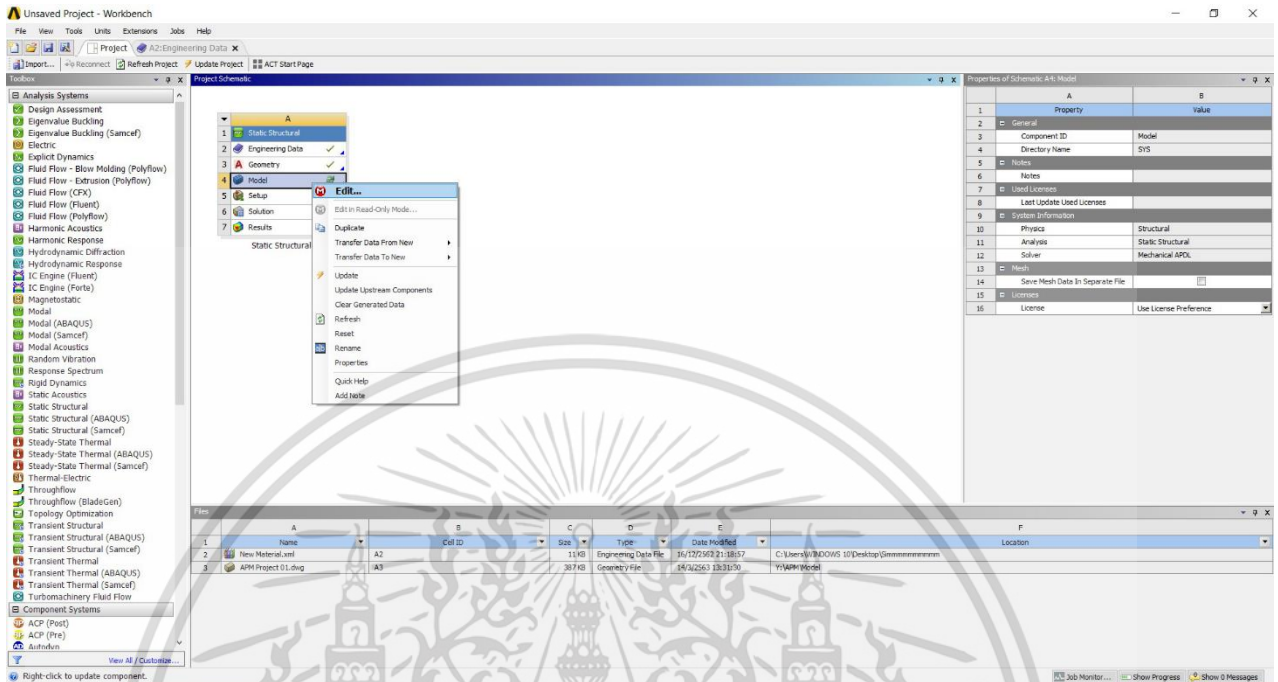 Unsaved Project - Workbench
File View Tools Units Extensions Jobs Help
Project A2:Engineering Data
Import... Reconnect Refresh Project Update Project ACT Start Page
Toolbox
Analysis Systems
Design Assessment
Eigenvalue Buckling
Eigenvalue Buckling (Samcef)
Electric
Explicit Dynamics
Fluid Flow - Blow Molding (Polyflow)
Fluid Flow - Extrusion (Polyflow)
Fluid Flow (CFX)
Fluid Flow (Fluent)
Fluid Flow (Polyflow)
Harmonic Acoustics
Harmonic Response
Hydrodynamic Diffraction
Hydrodynamic Response
IC Engine (Fluent)
IC Engine (Forte)
Magnetostatic
Modal
Modal (ABAQUS)
Modal (Samcef)
Modal Acoustics
Random Vibration
Response Spectrum
Rigid Dynamics
Static Acoustics
Static Structural
Static Structural (ABAQUS)
Static Structural (Samcef)
Steady-State Thermal
Steady-State Thermal (ABAQUS)
Steady-State Thermal (Samcef)
Thermal-Electric
Throughflow
Throughflow (BladeGen)
Topology Optimization
Transient Structural
Transient Structural (ABAQUS)
Transient Structural (Samcef)
Transient Thermal
Transient Thermal (ABAQUS)
Transient Thermal (Samcef)
Turbomachinery Fluid Flow
Component Systems
ACP (Post)
ACP (Pre)
Autodyn
View All / Customize...
Project Schematic
A
1 Static Structural
2 Engineering Data
3 Geometry
4 Model
5 Setup
6 Solution
7 Results
Static Structural
Edit...
Edit in Read-Only Mode...
Duplicate
Transfer Data From New
Transfer Data To New
Update
Update Upstream Components
Clear Generated Data
Refresh
Reset
Rename
Properties
Quick Help
Add Note
Properties of Schematic A4: Model
A B
1 Property Value
2 General
3 Component ID Model
4 Directory Name SYS
5 Notes
6 Notes
7 Used Licenses
8 Last Update Used Licenses
9 System Information
10 Physics Structural
11 Analysis Static Structural
12 Solver Mechanical APDL
13 Mesh
14 Save Mesh Data In Separate File
15 Licenses
16 License Use License Preference
Files
A B C D E F
1 Name Cell ID Size Type Date Modified Location
2 New Material.xml A2 11 KB Engineering Data File 16/12/2562 21:18:57
3 APM Project 01.dwg A3 387 KB Geometry File 14/3/2563 13:31:30 Y:\APM\Model
Right-click to update component.
Job Monitor... Show Progress Show 0 Messages